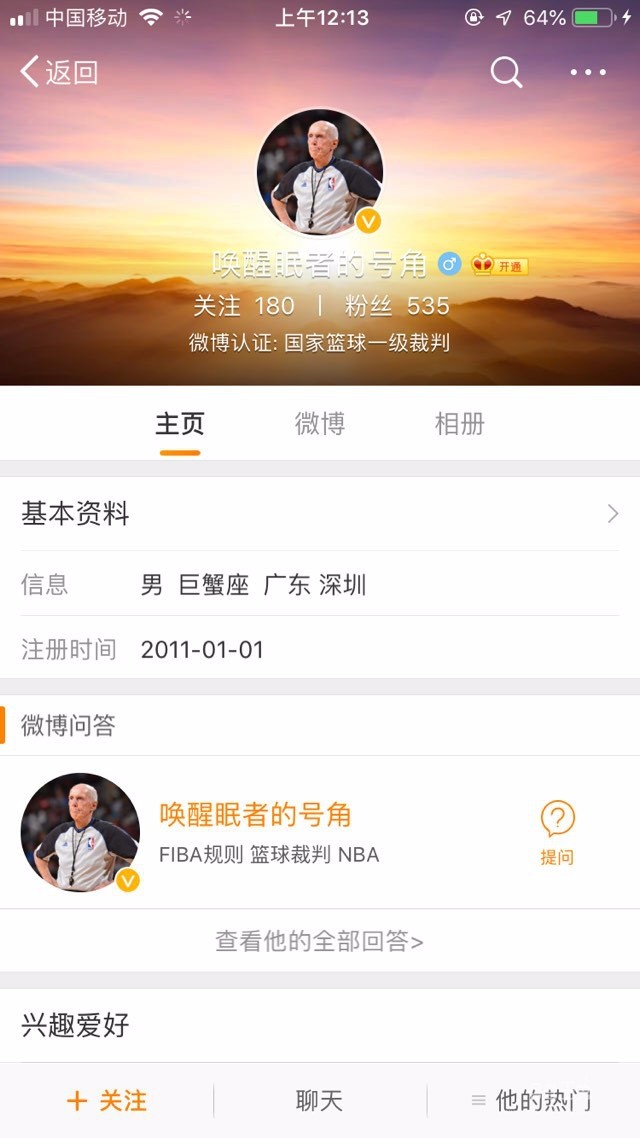 中国移动 上午12:13 64%
返回
唤醒眠者的号角 开通
关注 180 | 粉丝 535
微博认证: 国家篮球一级裁判
主页 微博 相册
基本资料
信息 男 巨蟹座 广东 深圳
注册时间 2011-01-01
微博问答
唤醒眠者的号角
FIBA规则 篮球裁判 NBA
提问
查看他的全部回答>
兴趣爱好
+ 关注 聊天 他的热门